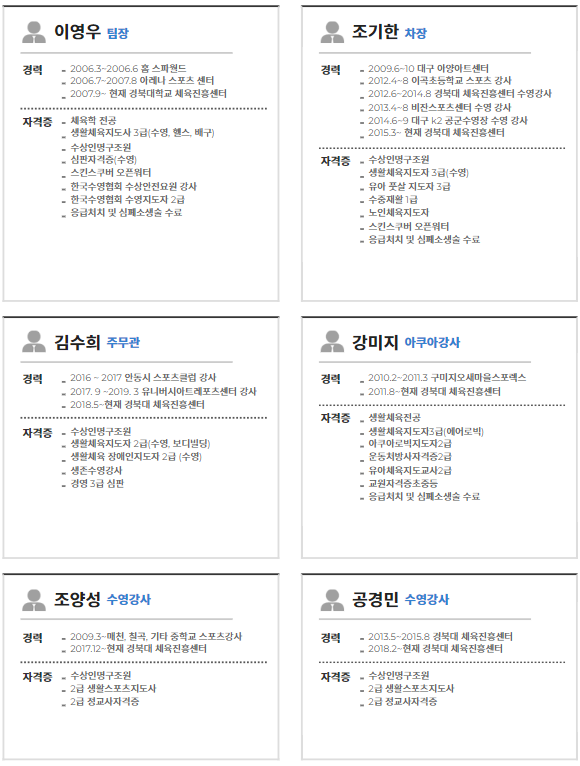 이영우 팀장
경력
- 2006.3~2006.6 홈 스파월드
- 2006.7~2007.8 이레나 스포츠 센터
- 2007.9~ 현재 경북대학교 체육진흥센터
자격증
- 체육학 전공
- 생활체육지도사 3급(수영, 헬스, 배구)
- 수상인명구조원
- 심판자격증(수영)
- 스킨스쿠버 오픈워터
- 한국수영협회 수상안전요원 강사
- 한국수영협회 수영지도자 2급
- 응급처치 및 심폐소생술 수료
조기한 차장
경력
- 2009.6~10 대구 아양아트센터
- 2012.4~8 이곡초등학교 스포츠 강사
- 2012.6~2014.8 경북대 체육진흥센터 수영강사
- 2013.4~8 비전스포츠센터 수영 강사
- 2014.6~9 대구 k2 공군수영장 수영 강사
- 2015.3~ 현재 경북대 체육진흥센터
자격증
- 수상인명구조원
- 생활체육지도자 3급(수영)
- 유아 풋살 지도자 3급
- 수중재활 1급
- 노인체육지도자
- 스킨스쿠버 오픈워터
- 응급처치 및 심폐소생술 수료
김수희 주무관
경력
- 2016 ~ 2017 안동시 스포츠클럽 강사
- 2017. 9 ~2019. 3 유니버시아트레포츠센터 강사
- 2018.5~현재 경북대 체육진흥센터
자격증
- 수상인명구조원
- 생활체육지도자 2급(수영, 보디빌딩)
- 생활체육 장애인지도자 2급 (수영)
- 생존수영강사
- 경영 3급 심판
강미지 아쿠아강사
경력
- 2010.2~2011.3 구미지오새마을스포렉스
- 2011.8~현재 경북대 체육진흥센터
자격증
- 생활체육전공
- 생활체육지도자3급(에어로빅)
- 아쿠아로빅지도자2급
- 운동처방사자격증2급
- 유아체육지도교사2급
- 교원자격증초중등
- 응급처치 및 심폐소생술 수료
조양성 수영강사
경력
- 2009.3~매천, 칠곡, 기타 중학교 스포츠강사
- 2017.12~현재 경북대 체육진흥센터
자격증
- 수상인명구조원
- 2급 생활스포츠지도사
- 2급 정교사자격증
공경민 수영강사
경력
- 2013.5~2015.8 경북대 체육진흥센터
- 2018.2~현재 경북대 체육진흥센터
자격증
- 수상인명구조원
- 2급 생활스포츠지도사
- 2급 정교사자격증